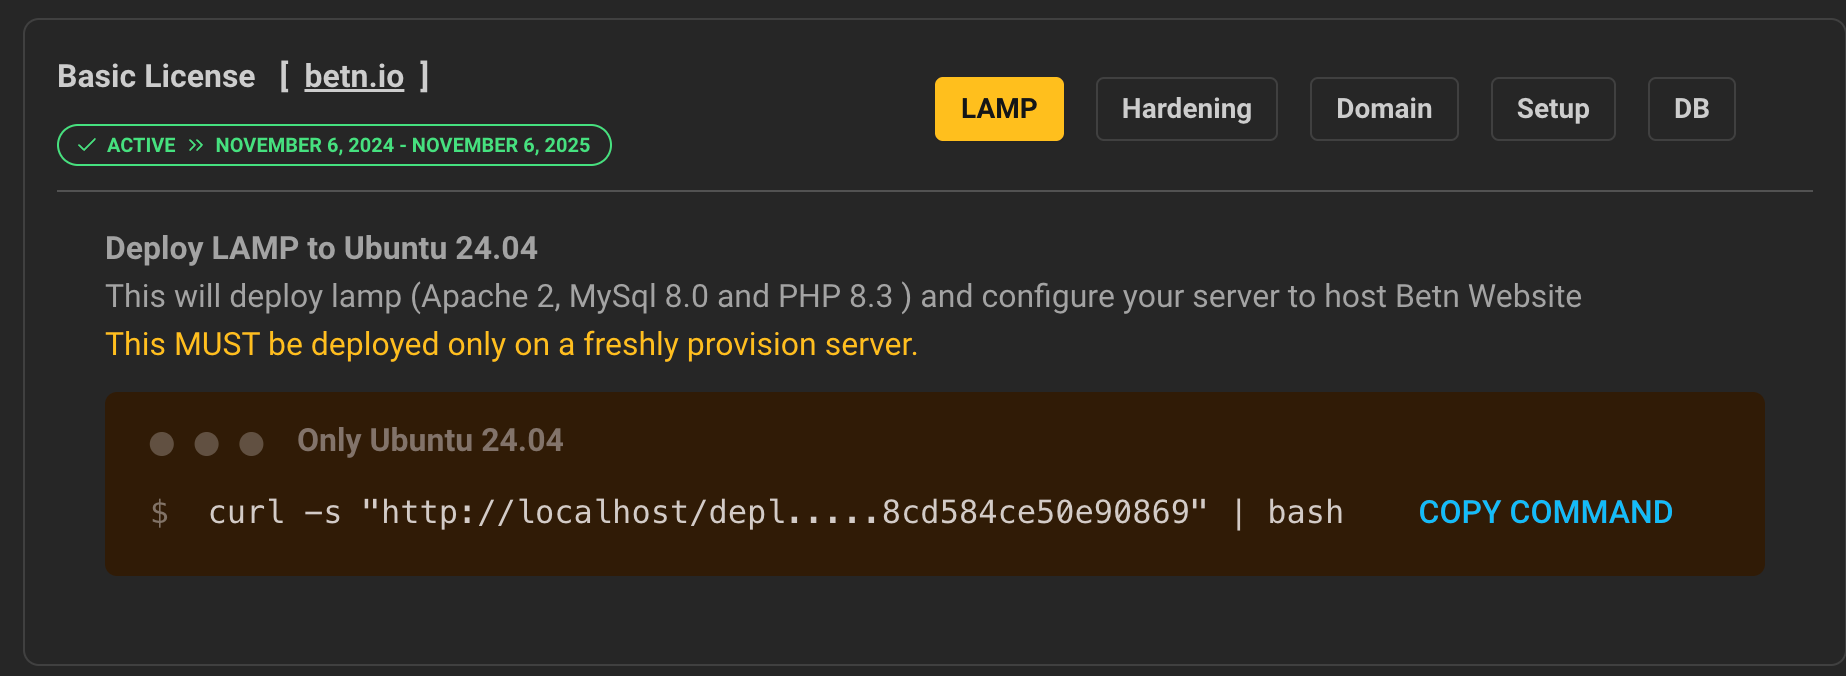 Basic License [ betn.io ]
LAMP
Hardening
Domain
Setup
DB
ACTIVE » NOVEMBER 6, 2024 - NOVEMBER 6, 2025
Deploy LAMP to Ubuntu 24.04
This will deploy lamp (Apache 2, MySql 8.0 and PHP 8.3 ) and configure your server to host Betn Website
This MUST be deployed only on a freshly provision server.
Only Ubuntu 24.04
$ curl -s "http://localhost/depl.....8cd584ce50e90869" | bash
COPY COMMAND